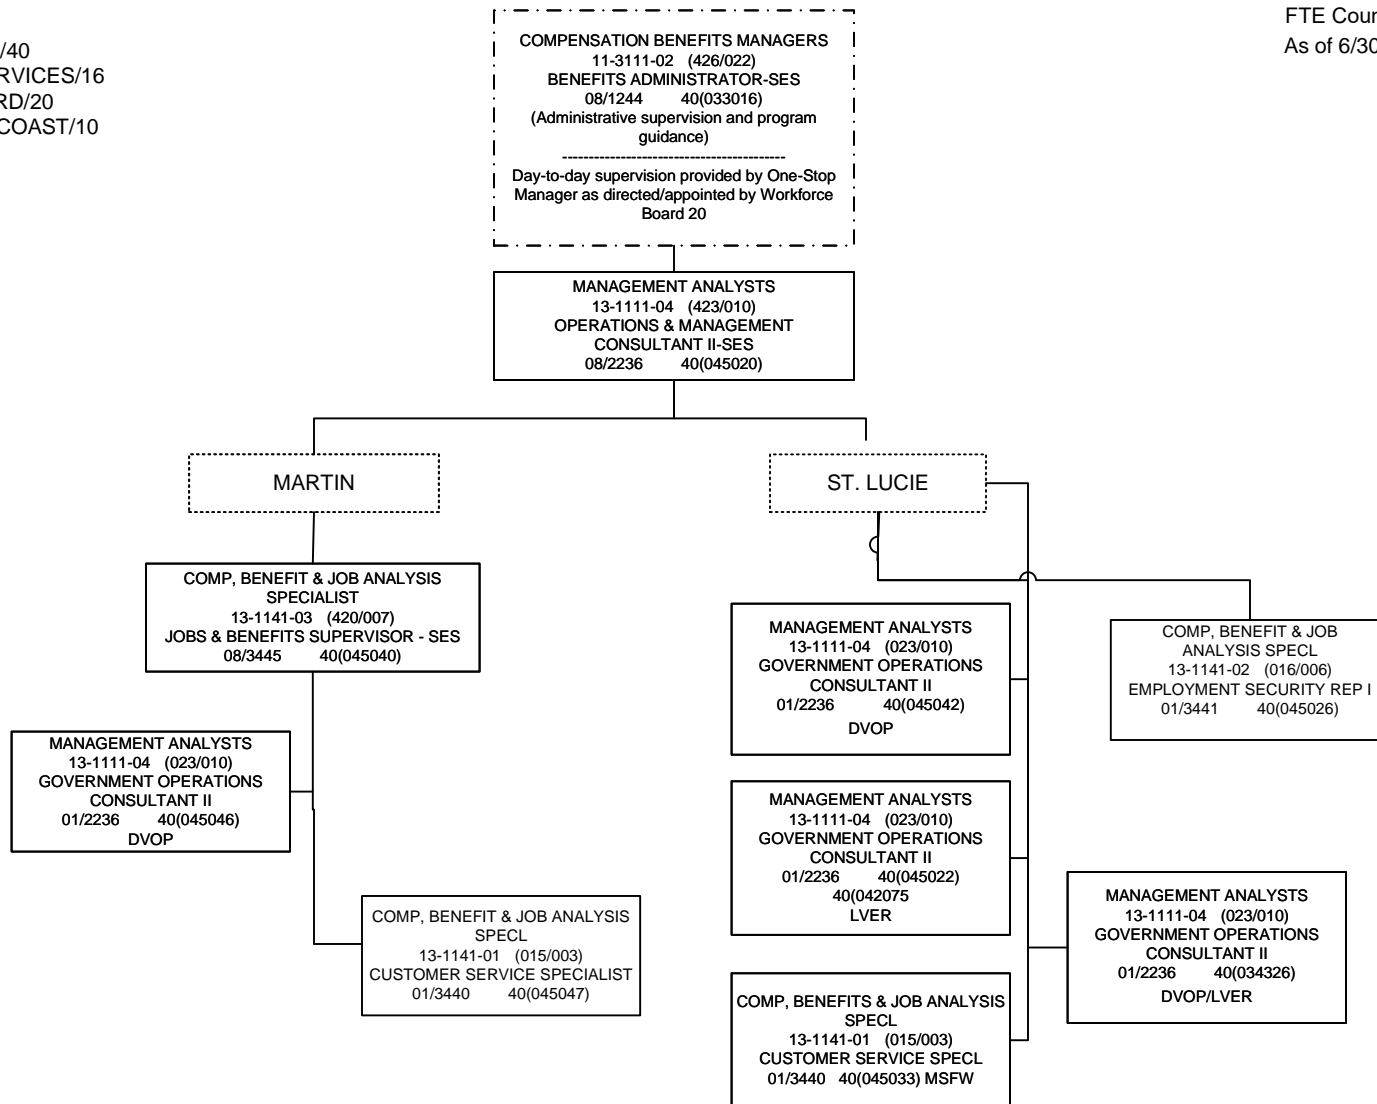 /40
RVICES/16
RD/20
COAST/10
FTE Coun
As of 6/30
COMPENSATION BENEFITS MANAGERS
11-3111-02 (426/022)
BENEFITS ADMINISTRATOR-SES
08/1244 40(033016)
(Administrative supervision and program
guidance)
-------------------------------------------
Day-to-day supervision provided by One-Stop
Manager as directed/appointed by Workforce
Board 20
MANAGEMENT ANALYSTS
13-1111-04 (423/010)
OPERATIONS & MANAGEMENT
CONSULTANT II-SES
08/2236 40(045020)
MARTIN
ST. LUCIE
COMP, BENEFIT & JOB ANALYSIS
SPECIALIST
13-1141-03 (420/007)
JOBS & BENEFITS SUPERVISOR - SES
08/3445 40(045040)
MANAGEMENT ANALYSTS
13-1111-04 (023/010)
GOVERNMENT OPERATIONS
CONSULTANT II
01/2236 40(045046)
DVOP
COMP, BENEFIT & JOB ANALYSIS
SPECL
13-1141-01 (015/003)
CUSTOMER SERVICE SPECIALIST
01/3440 40(045047)
MANAGEMENT ANALYSTS
13-1111-04 (023/010)
GOVERNMENT OPERATIONS
CONSULTANT II
01/2236 40(045042)
DVOP
COMP, BENEFIT & JOB
ANALYSIS SPECL
13-1141-02 (016/006)
EMPLOYMENT SECURITY REP I
01/3441 40(045026)
MANAGEMENT ANALYSTS
13-1111-04 (023/010)
GOVERNMENT OPERATIONS
CONSULTANT II
01/2236 40(045022)
40(042075
LVER
MANAGEMENT ANALYSTS
13-1111-04 (023/010)
GOVERNMENT OPERATIONS
CONSULTANT II
01/2236 40(034326)
DVOP/LVER
COMP, BENEFITS & JOB ANALYSIS
SPECL
13-1141-01 (015/003)
CUSTOMER SERVICE SPECL
01/3440 40(045033) MSFW